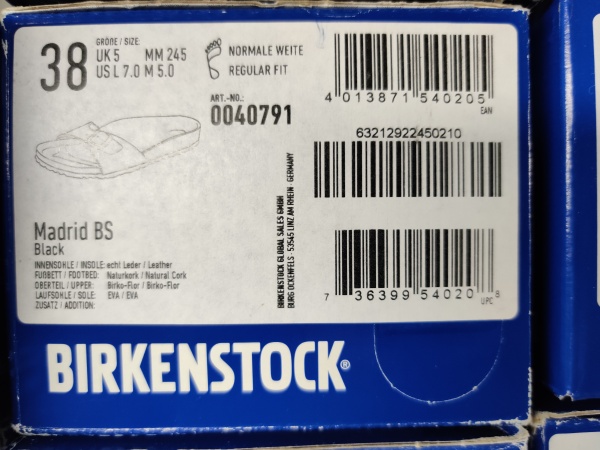 38
GRÖßE / SIZE
UK 5 MM 245
US L 7.0 M 5.0
NORMALE WEITE
REGULAR FIT
ART.-NO.:
0040791
4 013871 540205
EAN
63212922450210
Madrid BS
Black
INNENSOHLE / INSOLE: echt Leder / Leather
FUßBETT / FOOTBED: Naturkork / Natural Cork
OBERTEIL / UPPER: Birko-Flor / Birko-Flor
LAUFSOHLE / SOLE: EVA / EVA
ZUSATZ / ADDITION:
BIRKENSTOCK GLOBAL SALES GMBH
BURG OCKENFELS · 53545 LINZ AM RHEIN · GERMANY
7 36399 54020 8
UPC
BIRKENSTOCK®